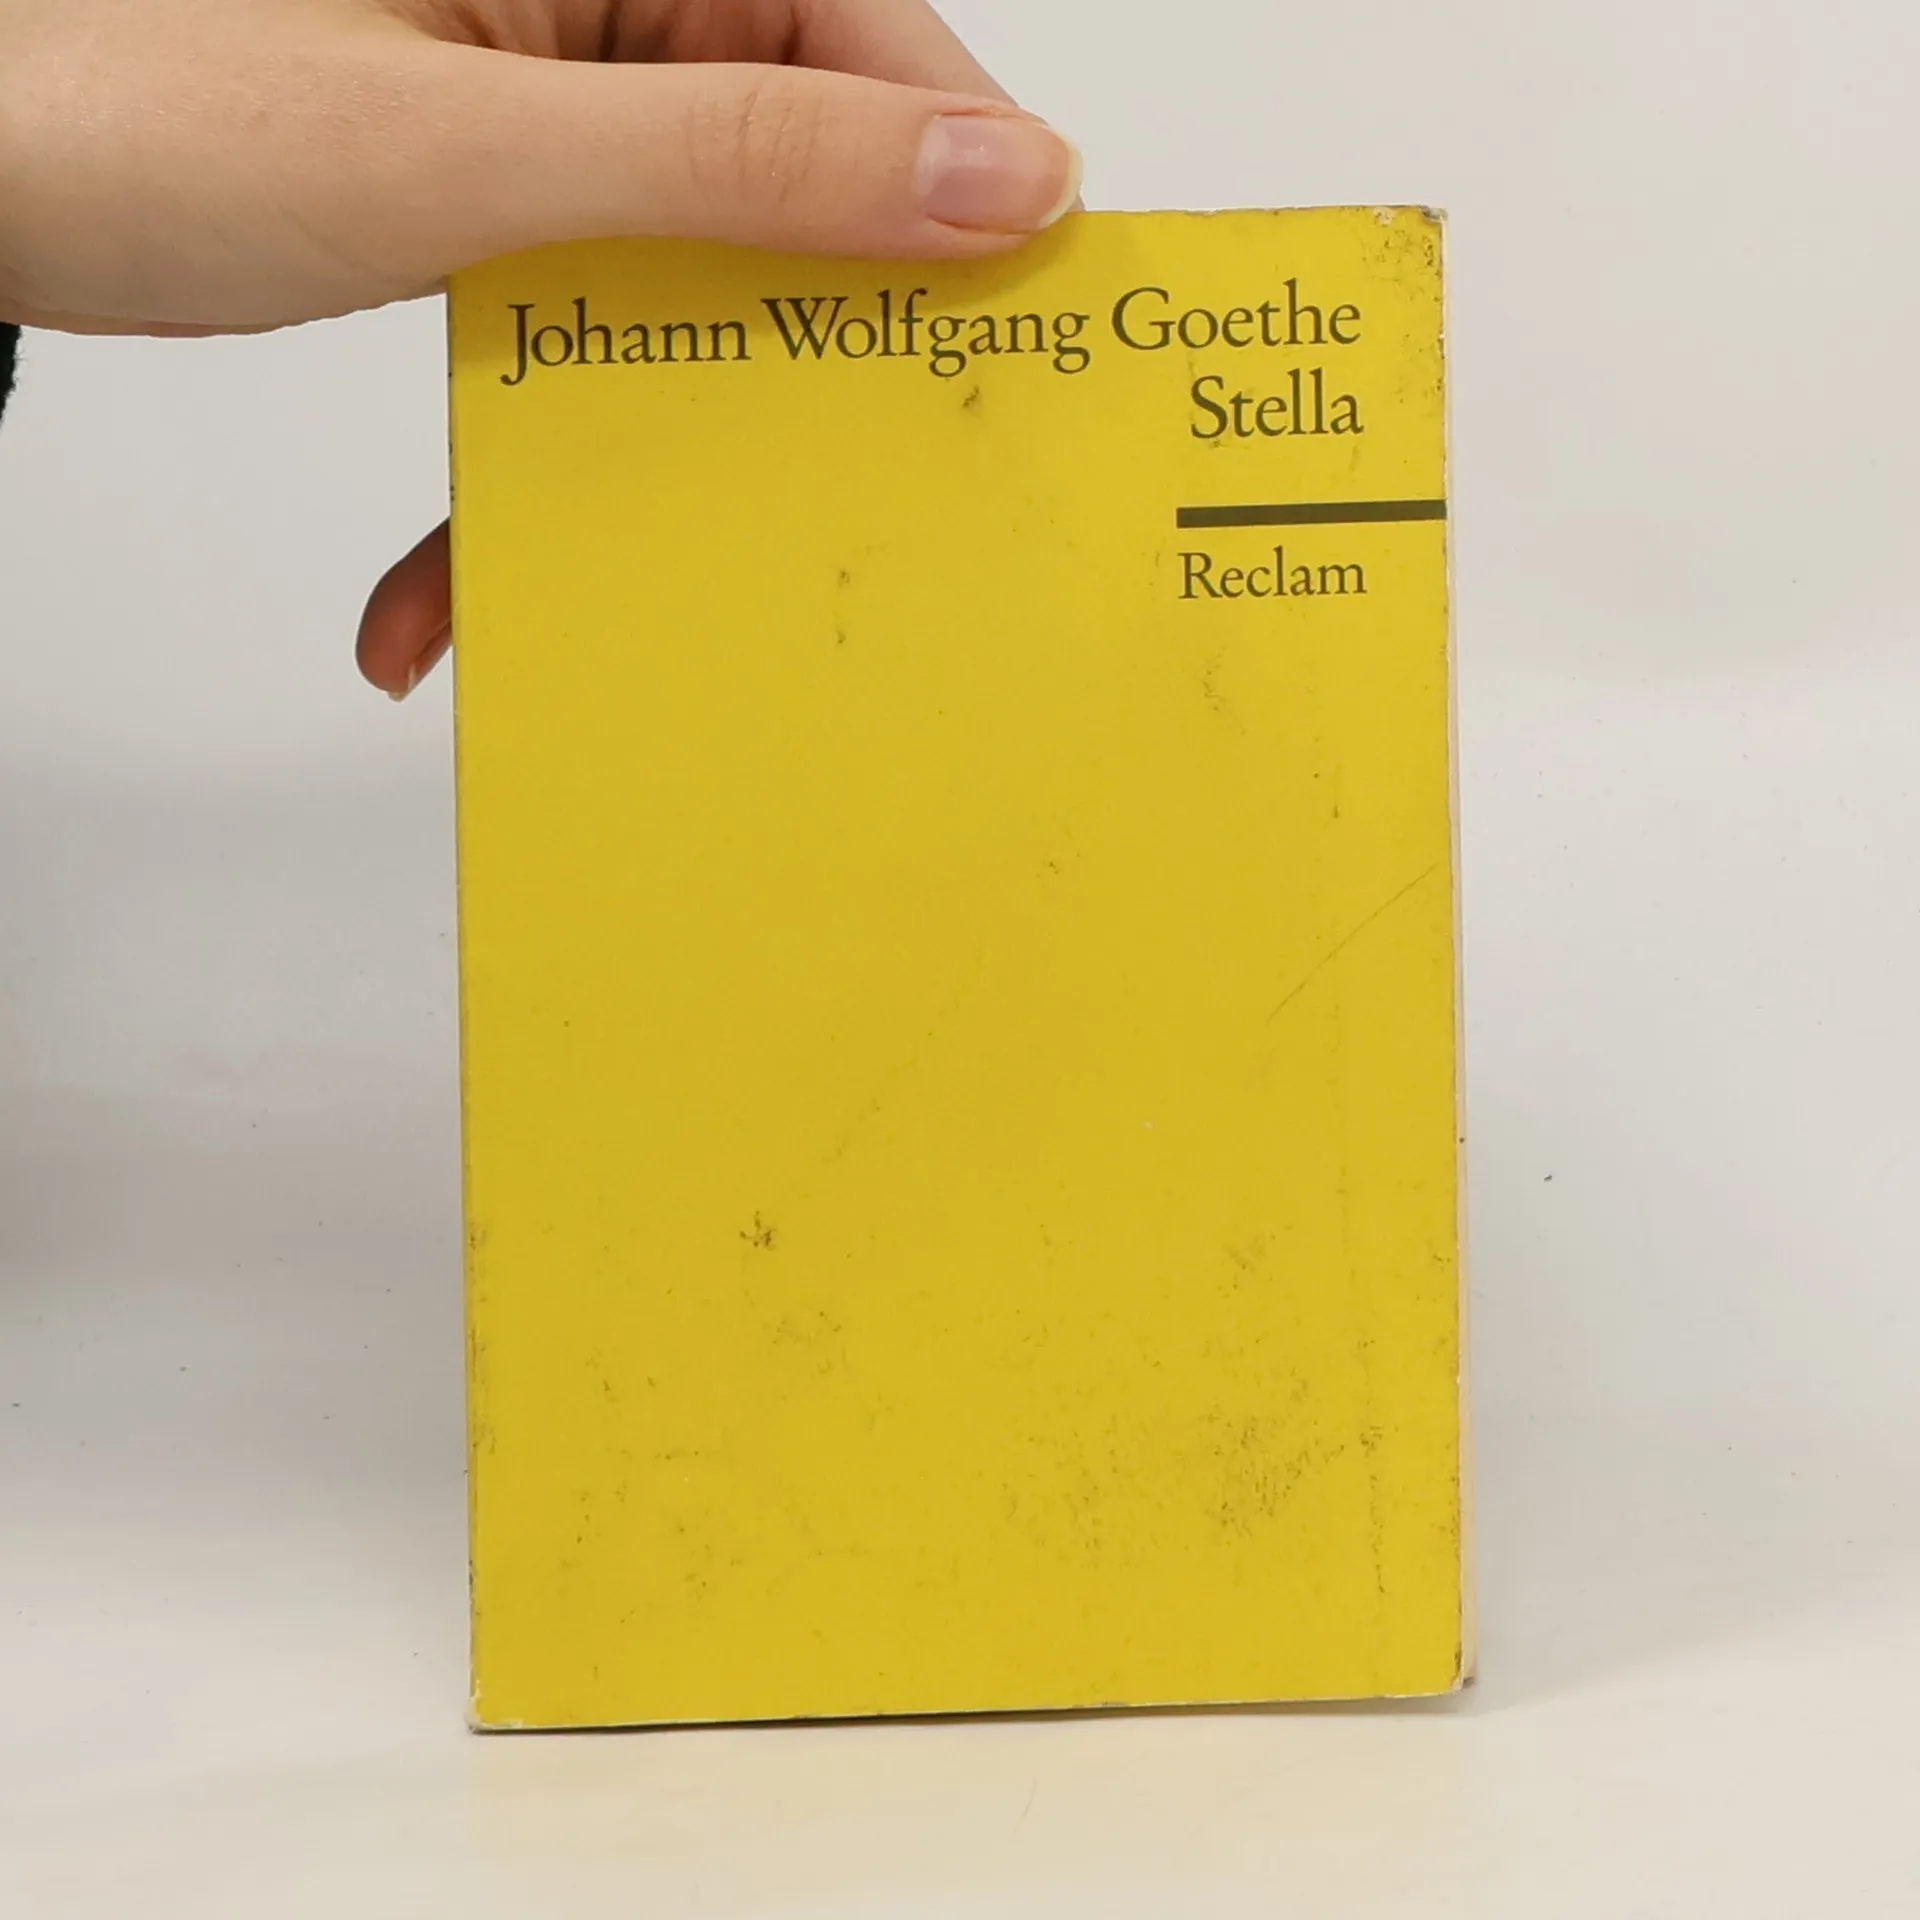 Johann Wolfgang Goethe
Stella
Reclam